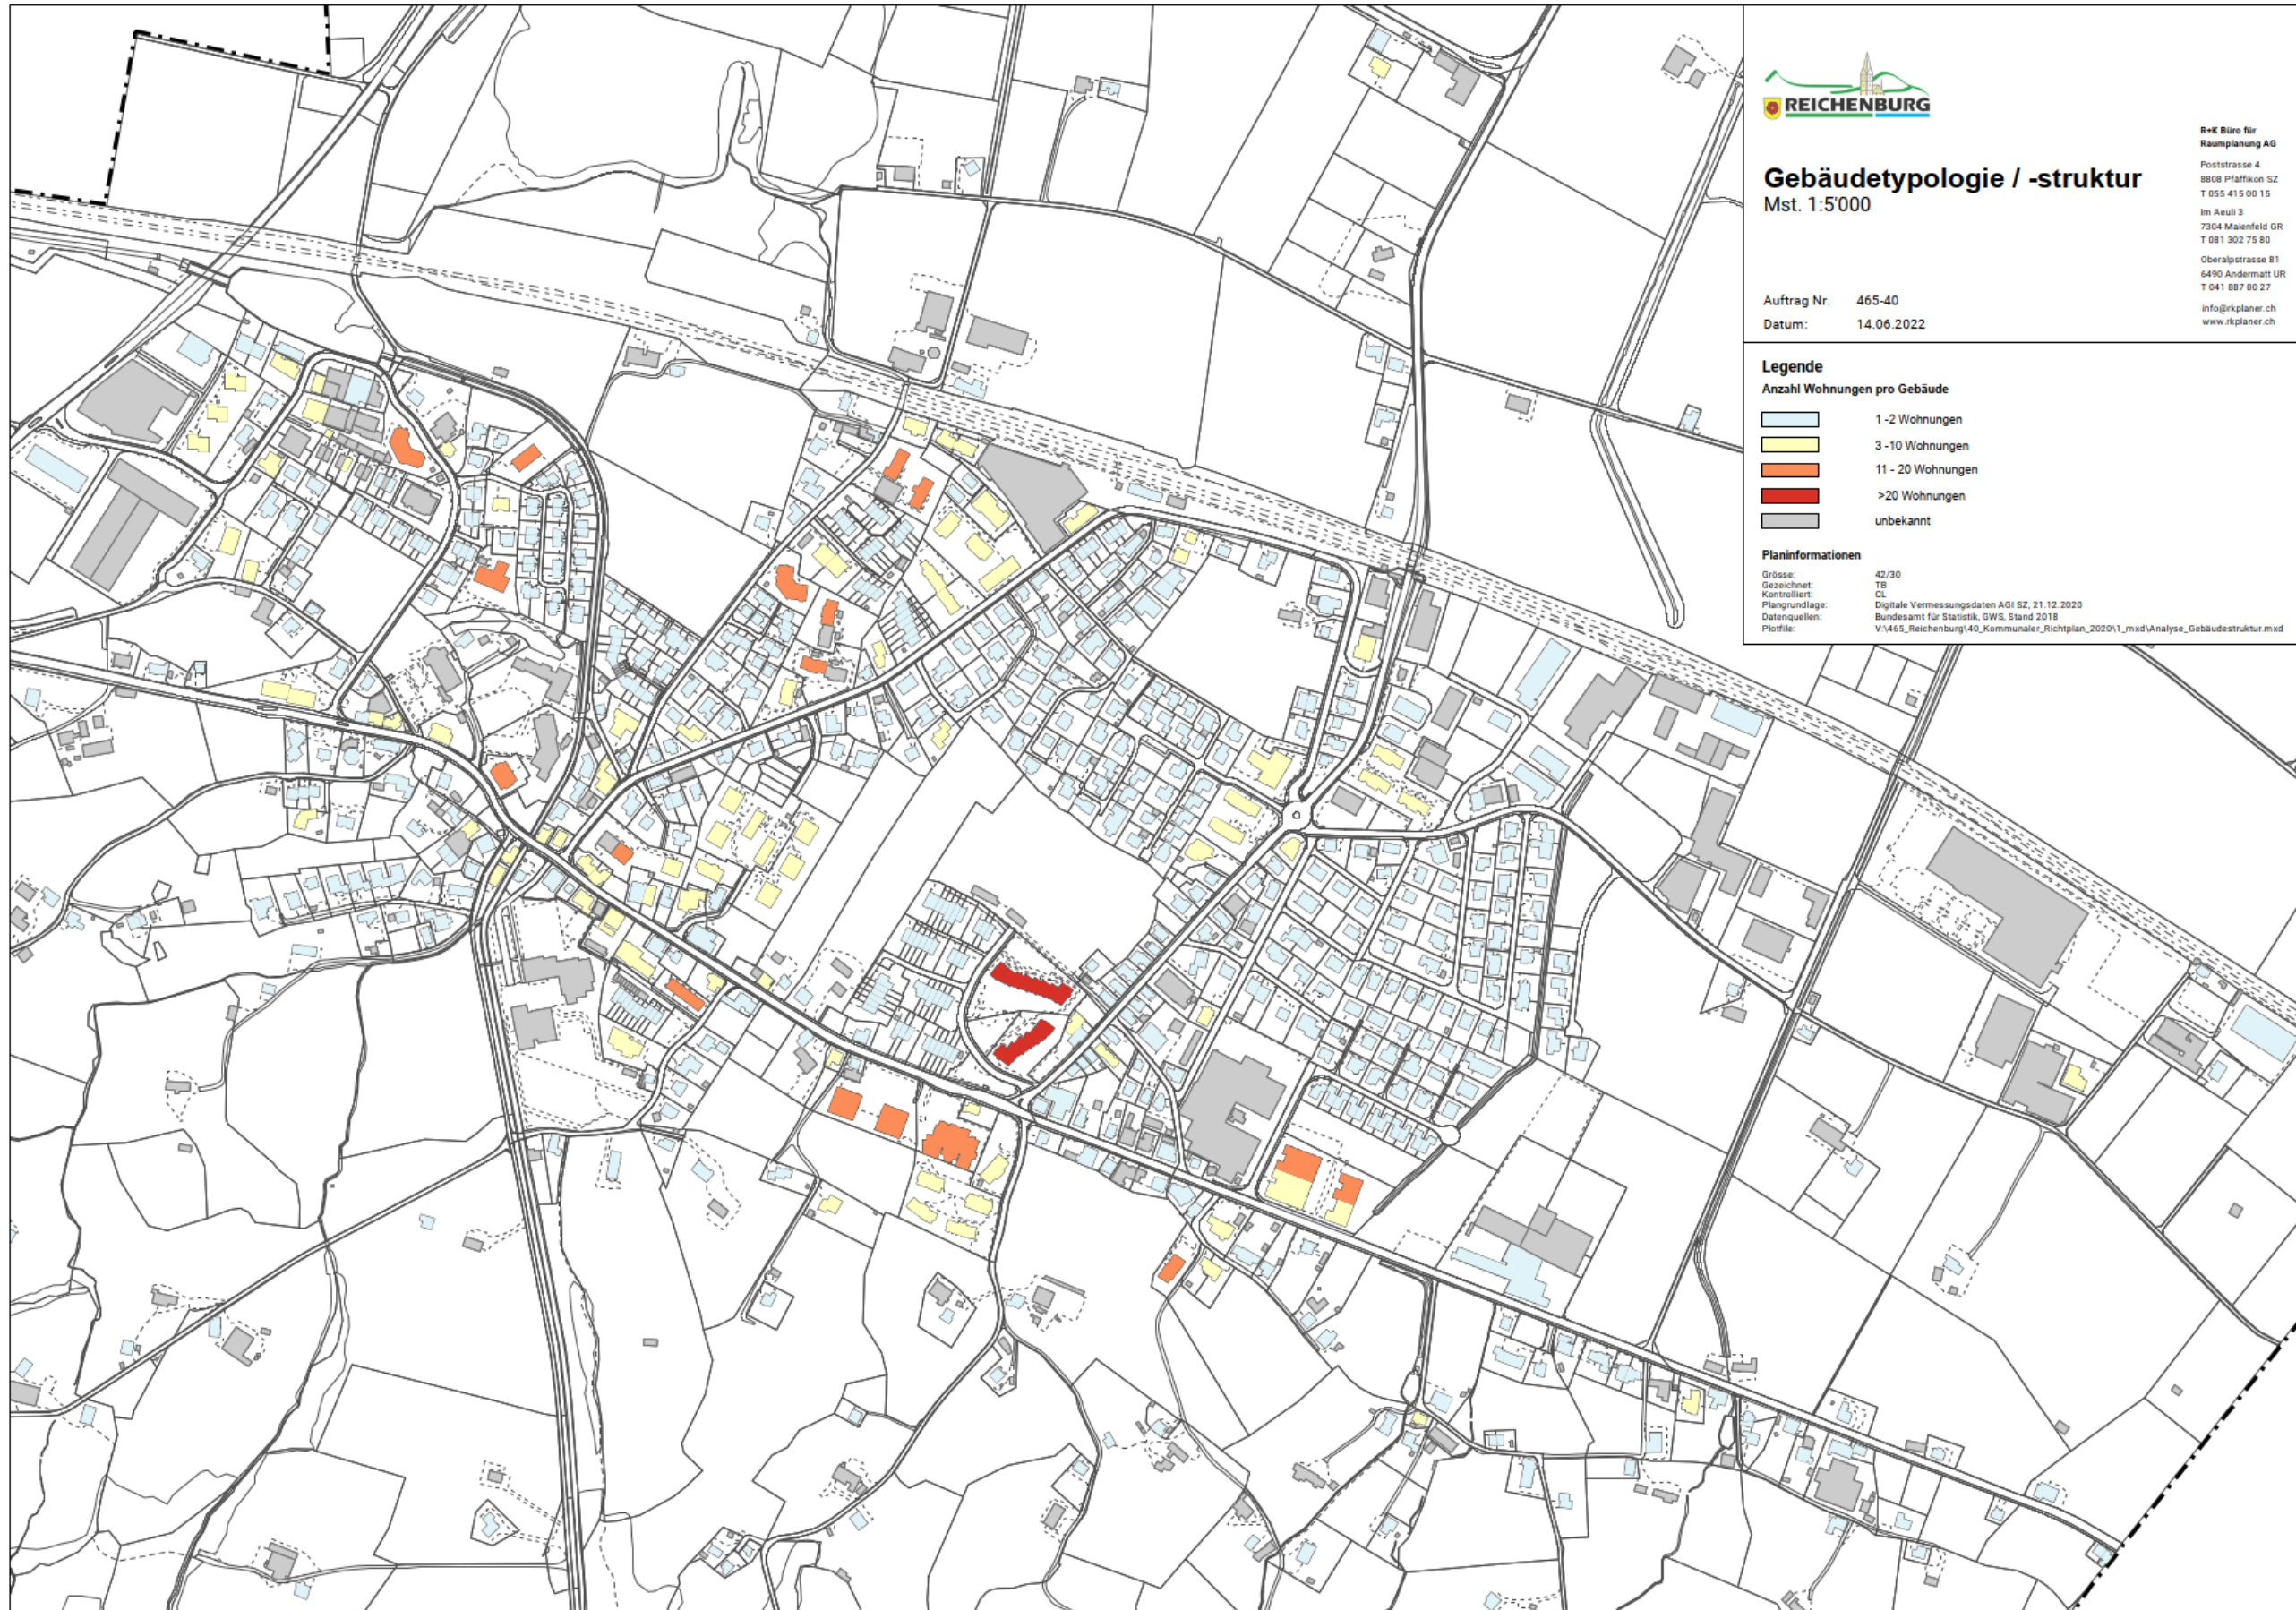 REICHENBURG
R+K Büro für
Raumplanung AG
Poststrasse 4
8808 Pfäffikon SZ
T 055 415 00 15
Im Aeuli 3
7304 Maienfeld GR
T 081 302 75 80
Oberalpstrasse 81
6490 Andermatt UR
T 041 887 00 27
info@rkplaner.ch
www.rkplaner.ch
Gebäudetypologie / -struktur
Mst. 1:5'000
Auftrag Nr. 465-40
Datum: 14.06.2022
Legende
Anzahl Wohnungen pro Gebäude
1 -2 Wohnungen
3 -10 Wohnungen
11 - 20 Wohnungen
>20 Wohnungen
unbekannt
Planinformationen
Grösse: 42/30
Gezeichnet: TB
Kontrolliert: CL
Plangrundlage: Digitale Vermessungsdaten AGI SZ, 21.12.2020
Datenquellen: Bundesamt für Statistik, GWS, Stand 2018
Plotfile: V:\465_Reichenburg\40_Kommunaler_Richtplan_2020\1_mxd\Analyse_Gebäudestruktur.mxd